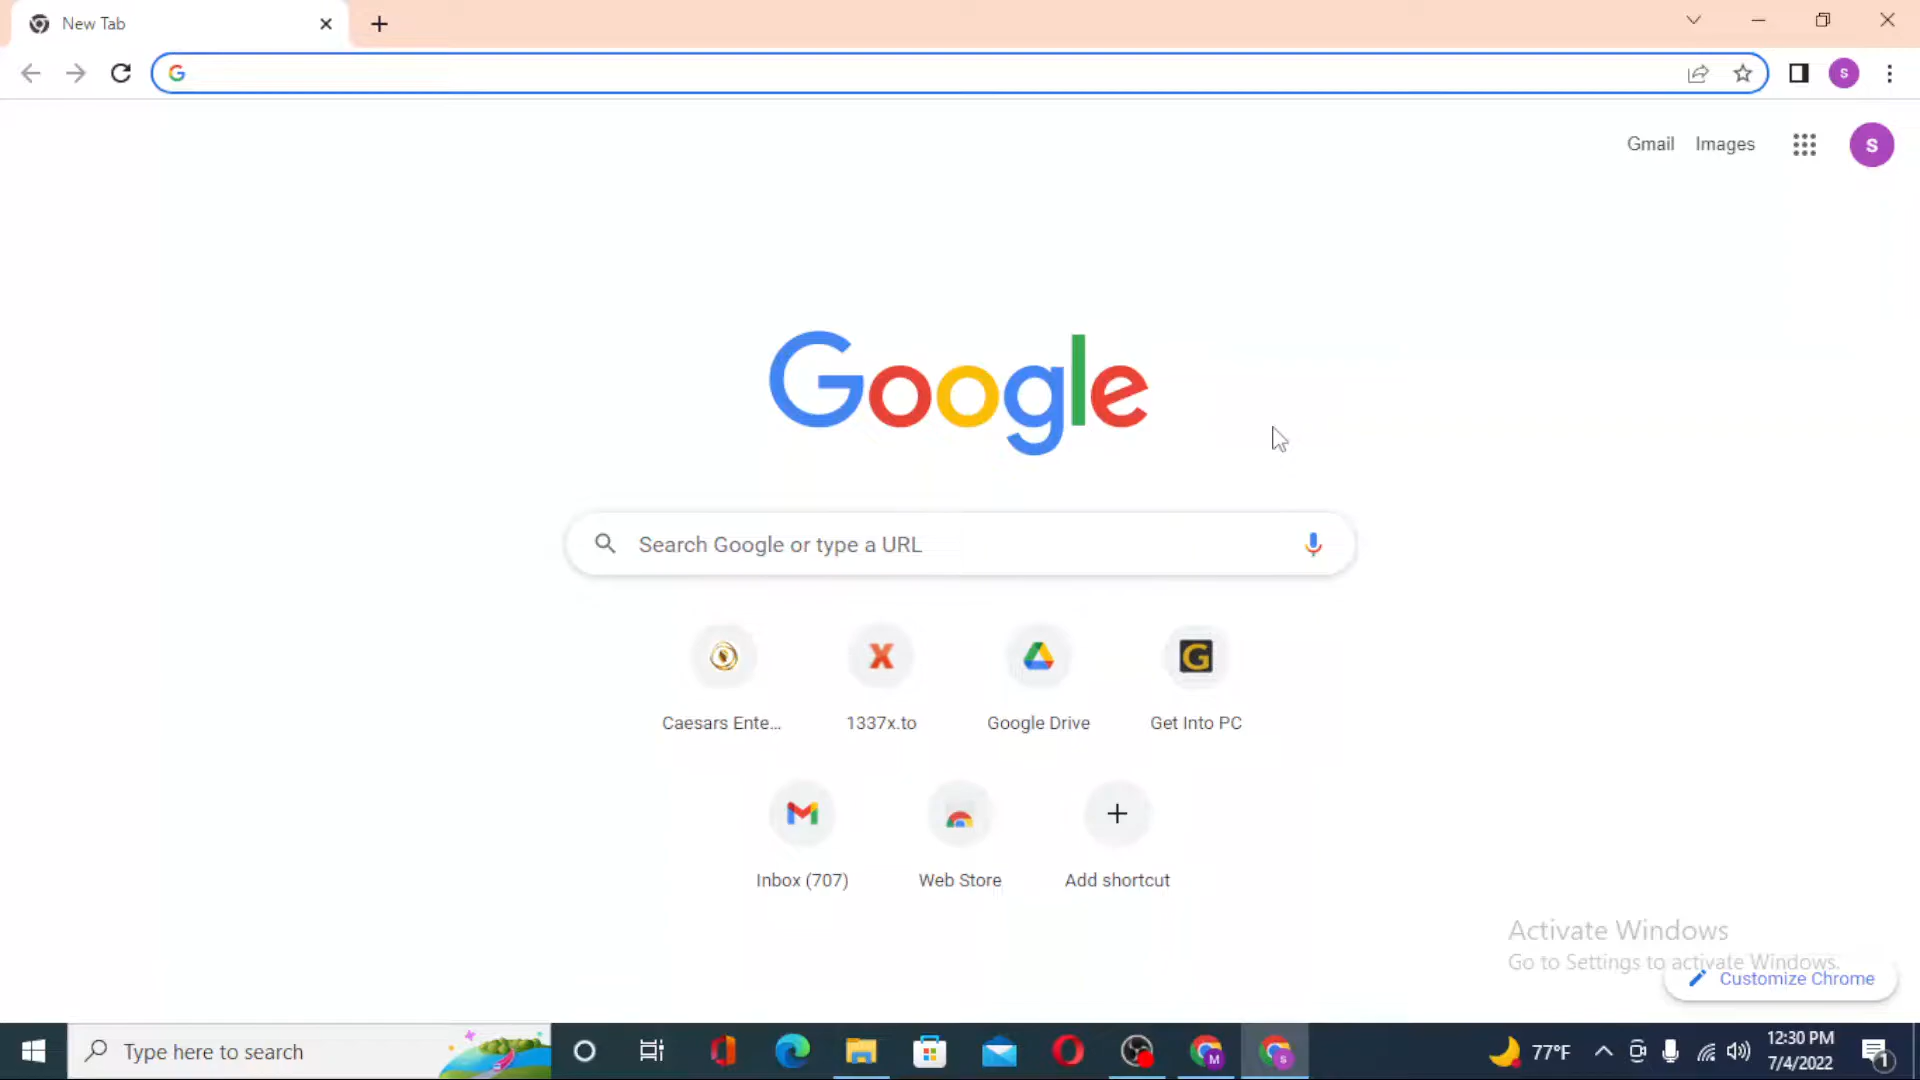 New Tab
G
S
Gmail Images
S
Google
Search Google or type a URL
X
G
Caesars Ente...
1337x.to
Google Drive
Get Into PC
Inbox (707)
Web Store
Add shortcut
Activate Windows
Go to Settings to activate Windows.
Customize Chrome
Type here to search
M
S
77°F
12:30 PM
7/4/2022
1